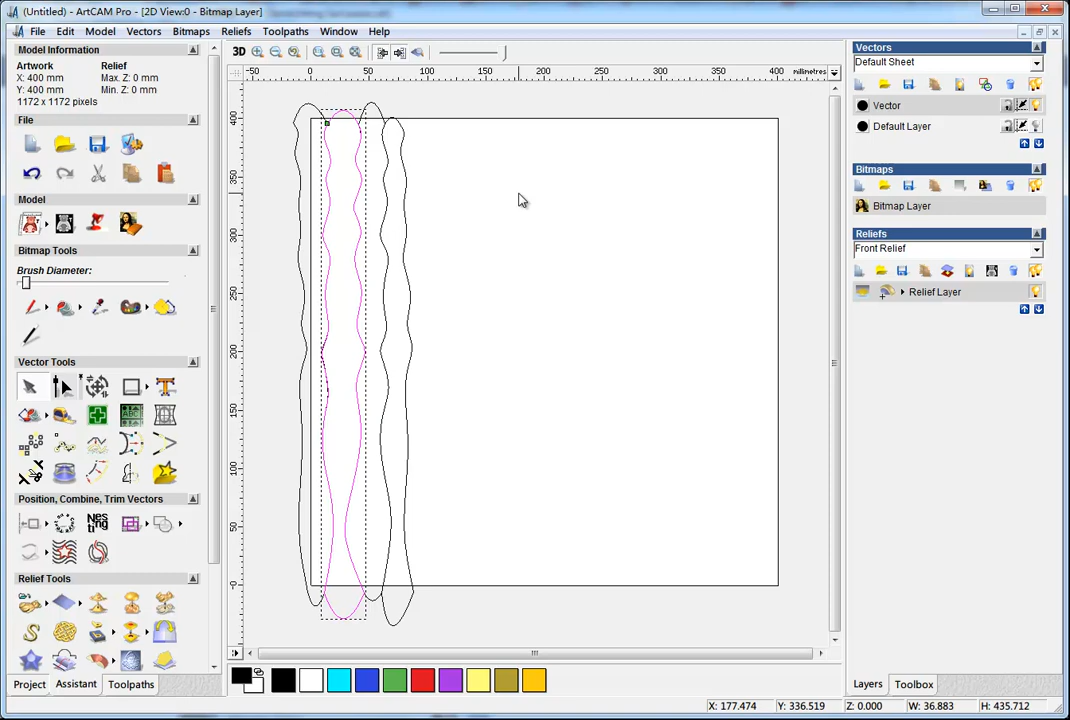 (Untitled) - ArtCAM Pro - [2D View:0 - Bitmap Layer]
File Edit Model Vectors Bitmaps Reliefs Toolpaths Window Help
Model Information
Artwork Relief
X: 400 mm Max. Z: 0 mm
Y: 400 mm Min. Z: 0 mm
1172 x 1172 pixels
File
Model
Bitmap Tools
Brush Diameter:
Vector Tools
ABC
Position, Combine, Trim Vectors
Nesting
Relief Tools
Project Assistant Toolpaths
3D
-50 0 50 100 150 200 250 300 350 400 millimetres
400
350
300
250
200
150
100
50
-0
Vectors
Default Sheet
Vector
Default Layer
Bitmaps
Bitmap Layer
Reliefs
Front Relief
Relief Layer
Layers Toolbox
X: 177.474 Y: 336.519 Z: 0.000 W: 36.883 H: 435.712